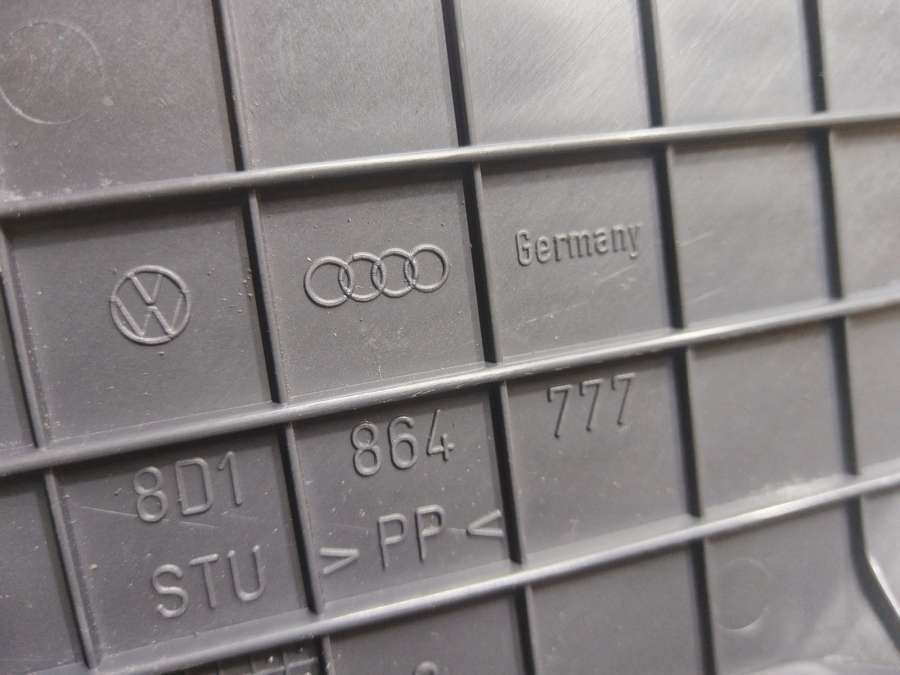 Germany
8D1 864 777
STU >PP<